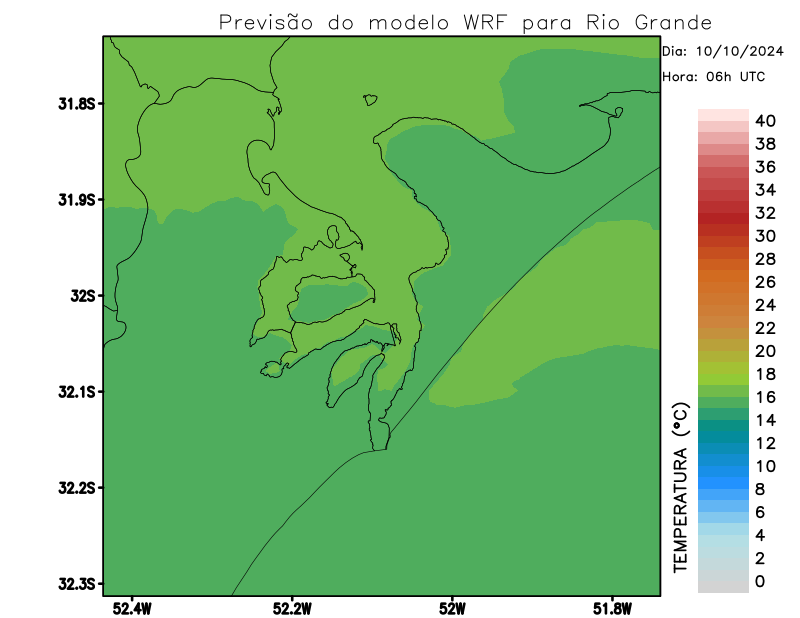 Previsão do modelo WRF para Rio Grande
Dia: 10/10/2024
Hora: 06h UTC
31.8S
31.9S
32S
32.1S
32.2S
32.3S
52.4W
52.2W
52W
51.8W
TEMPERATURA (°C)
40
38
36
34
32
30
28
26
24
22
20
18
16
14
12
10
8
6
4
2
0